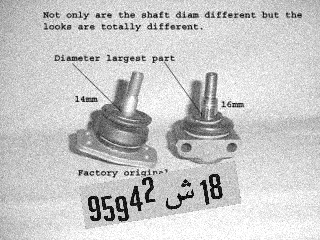 Not only are the shaft diam different but the
looks are totally different.
Diameter largest part
14mm
16mm
Factory original
95942 ش 18